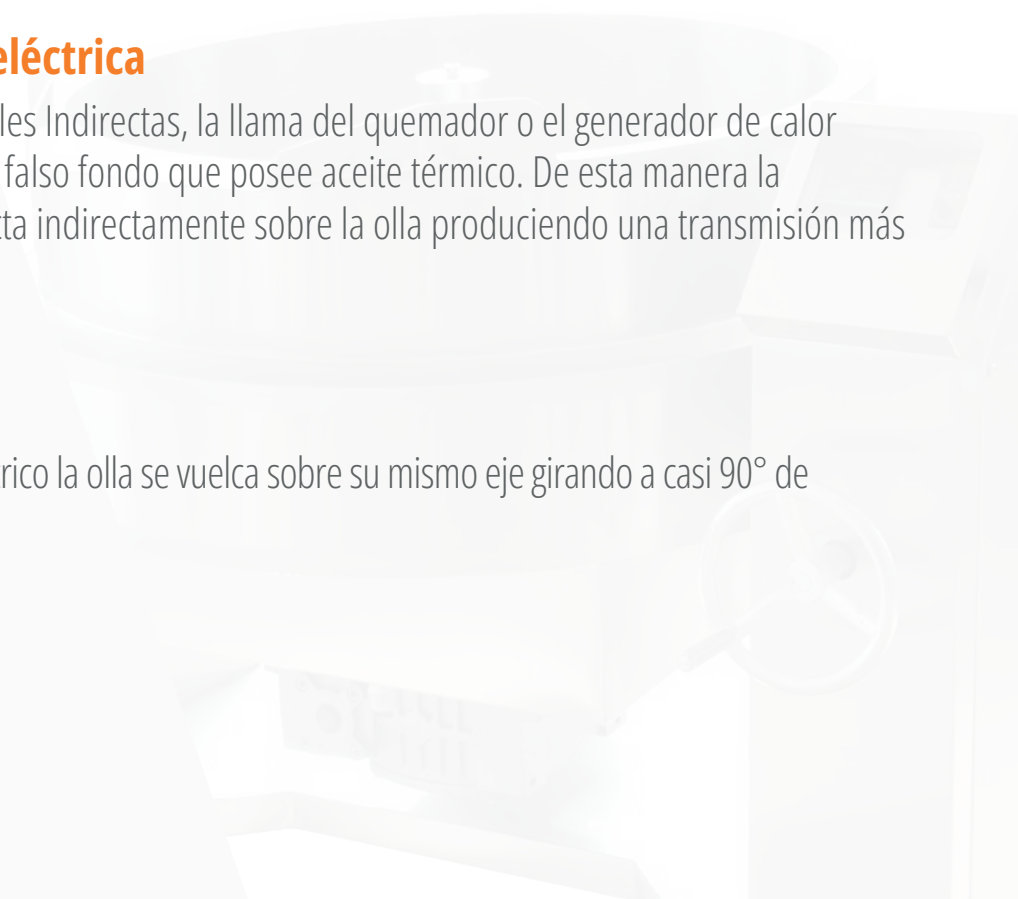 eléctrica
les Indirectas, la llama del quemador o el generador de calor
falso fondo que posee aceite térmico. De esta manera la
cta indirectamente sobre la olla produciendo una transmisión más
trico la olla se vuelca sobre su mismo eje girando a casi 90° de